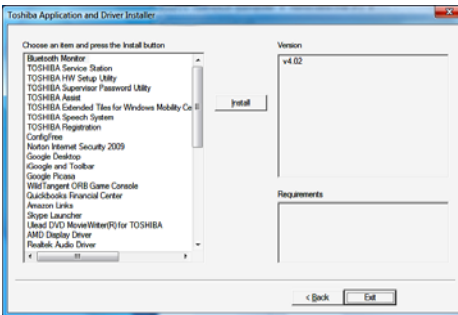 Toshiba Application and Driver Installer
Choose an item and press the Install button
Bluetooth Monitor
TOSHIBA Service Station
TOSHIBA HW Setup Utility
TOSHIBA Supervisor Password Utility
TOSHIBA Assist
TOSHIBA Extended Tiles for Windows Mobility Ce
TOSHIBA Speech System
TOSHIBA Registration
ConfigFree
Norton Internet Security 2009
Google Desktop
iGoogle and Toolbar
Google Picasa
WildTangent ORB Game Console
Quickbooks Financial Center
Amazon Links
Skype Launcher
Ulead DVD MovieWriter(R) for TOSHIBA
AMD Display Driver
Realtek Audio Driver
Install
Version
v4.02
Requirements
< Back
Exit